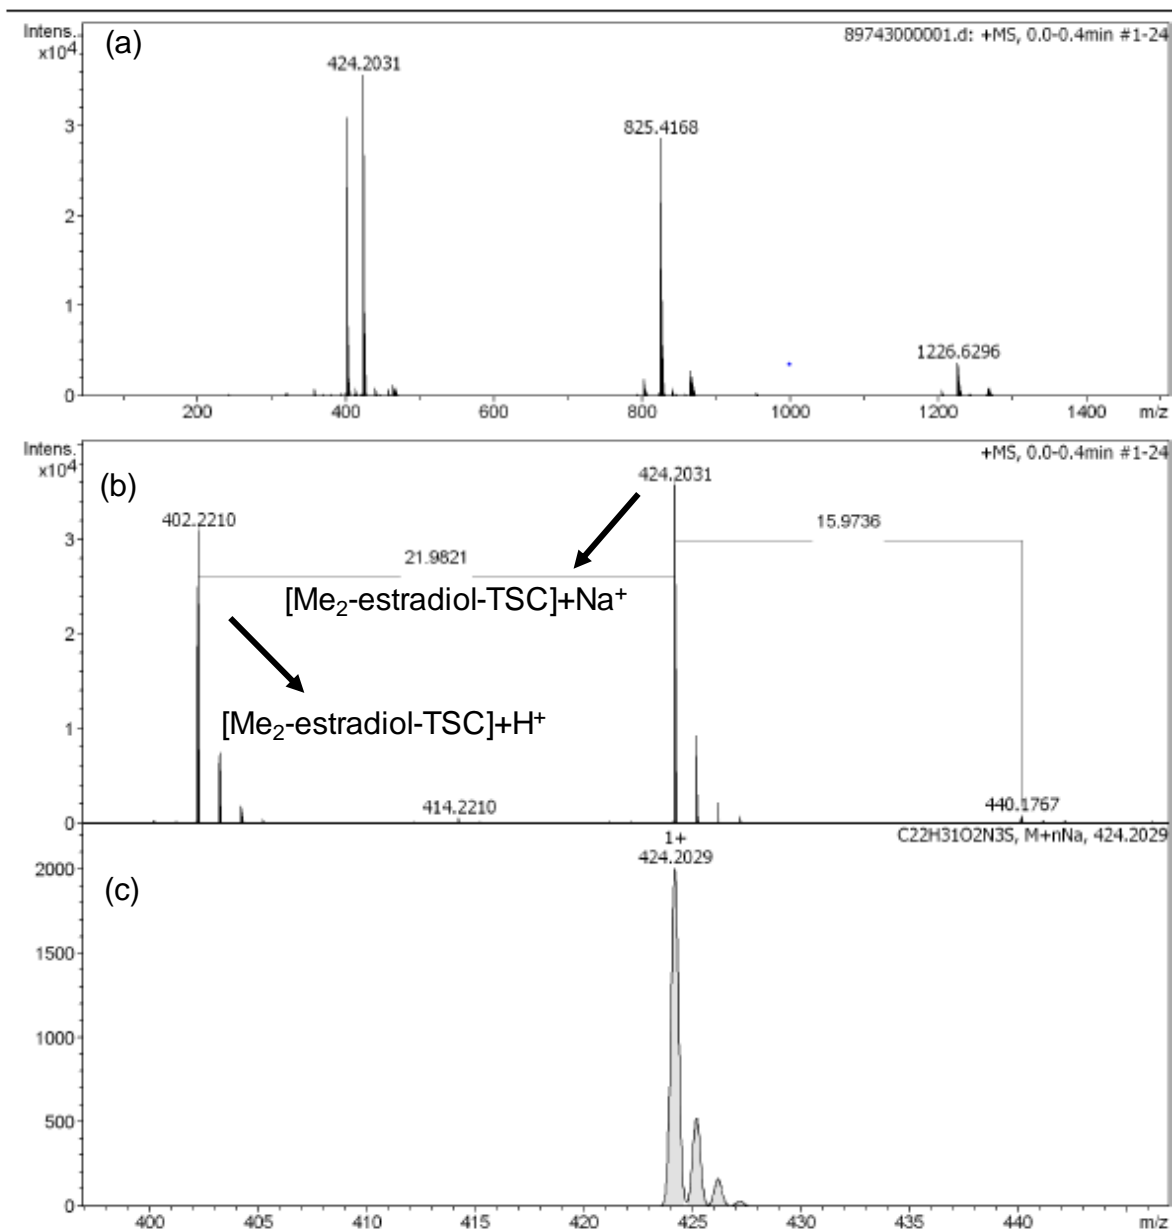 Intens.
x10⁴
(a)
89743000001.d: +MS, 0.0-0.4min #1-24
424.2031
825.4168
1226.6296
3
2
1
0
200
400
600
800
1000
1200
1400
m/z
Intens.
x10⁴
(b)
+MS, 0.0-0.4min #1-24
424.2031
402.2210
15.9736
21.9821
[Me₂-estradiol-TSC]+Na⁺
[Me₂-estradiol-TSC]+H⁺
414.2210
440.1767
3
2
1
0
C22H31O2N3S, M+nNa, 424.2029
1+
424.2029
(c)
2000
1500
1000
500
0
400
405
410
415
420
425
430
435
440
m/z